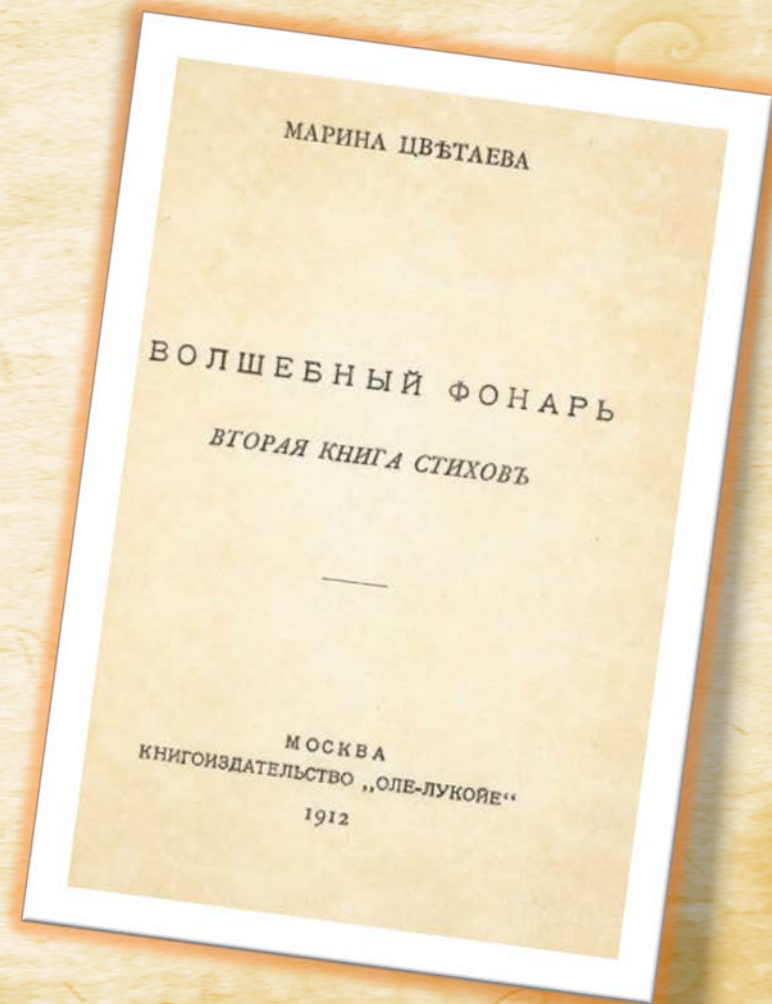 МАРИНА ЦВѢТАЕВА
ВОЛШЕБНЫЙ ФОНАРЬ
ВТОРАЯ КНИГА СТИХОВЪ
МОСКВА
КНИГОИЗДАТЕЛЬСТВО „ОЛЕ-ЛУКОЙЕ“
1912